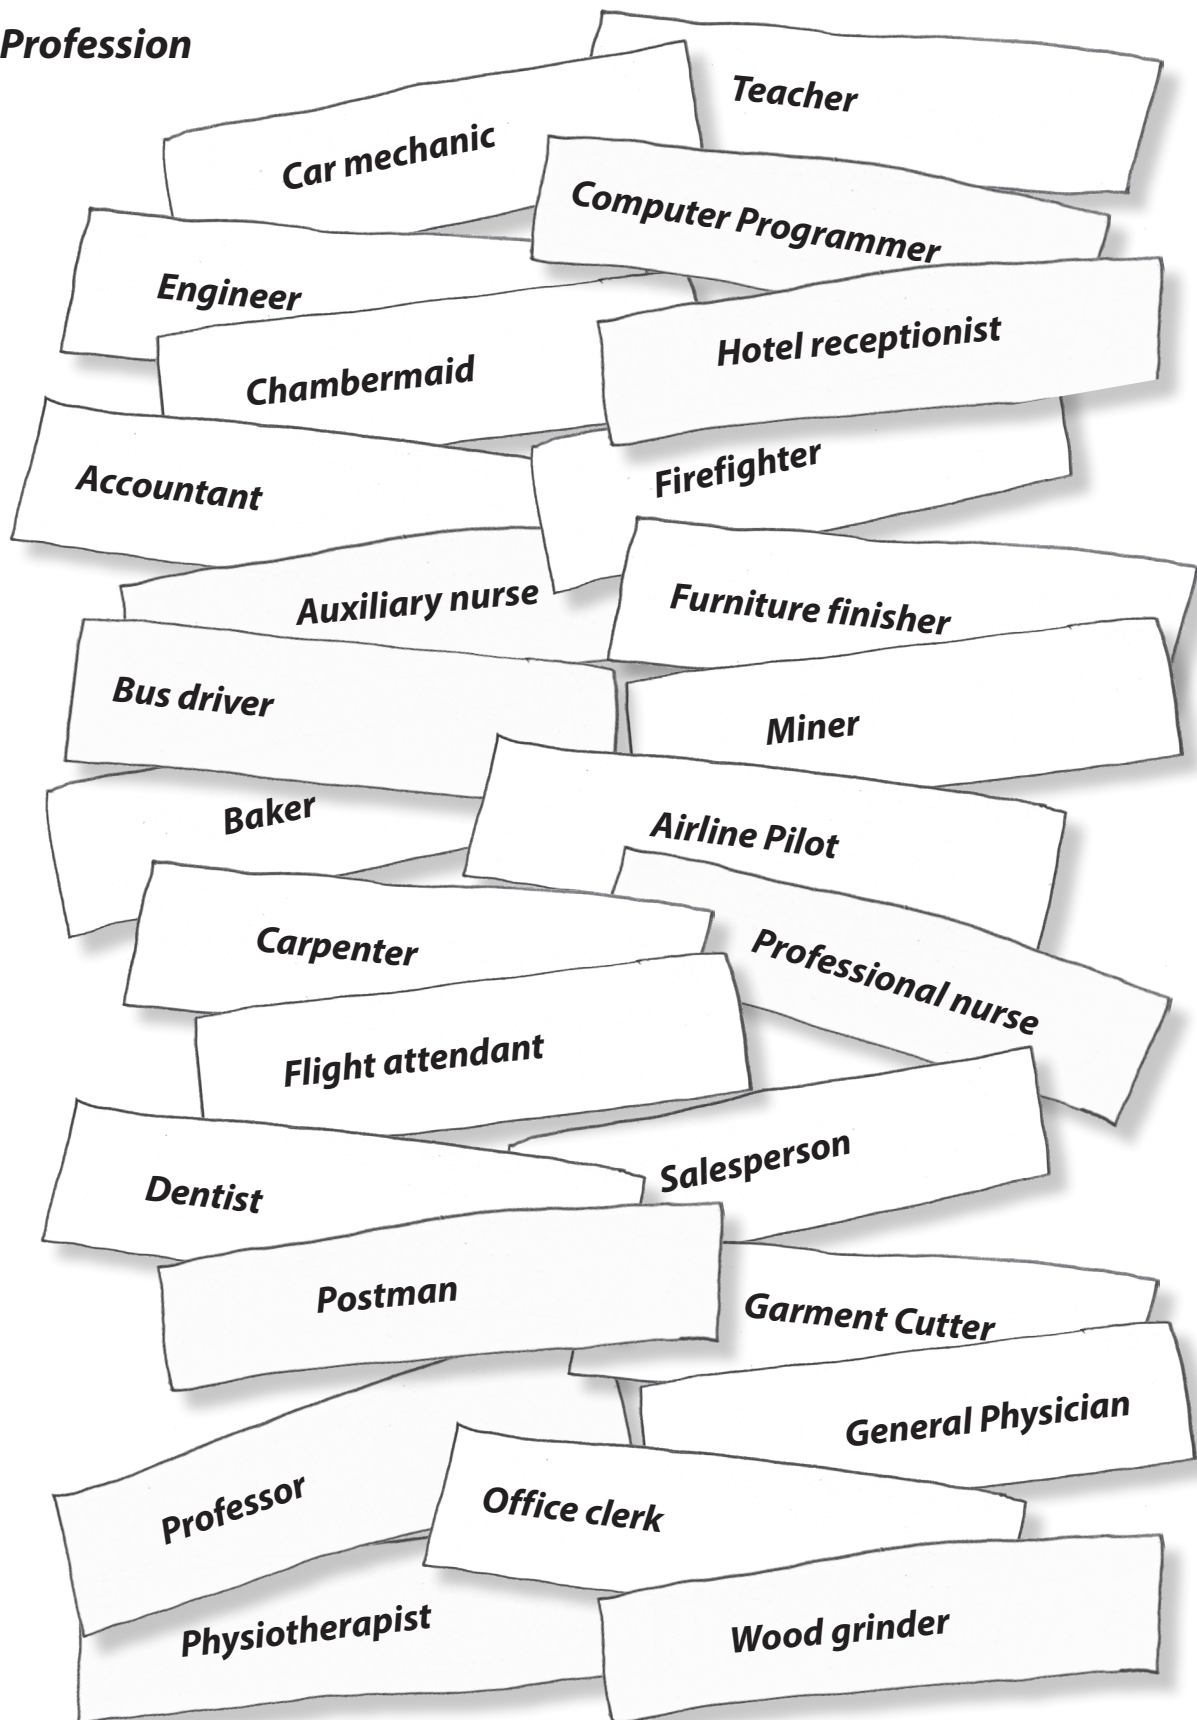 Profession
Teacher
Car mechanic
Computer Programmer
Engineer
Hotel receptionist
Chambermaid
Firefighter
Accountant
Auxiliary nurse
Furniture finisher
Bus driver
Miner
Baker
Airline Pilot
Carpenter
Professional nurse
Flight attendant
Salesperson
Dentist
Postman
Garment Cutter
General Physician
Professor
Office clerk
Physiotherapist
Wood grinder